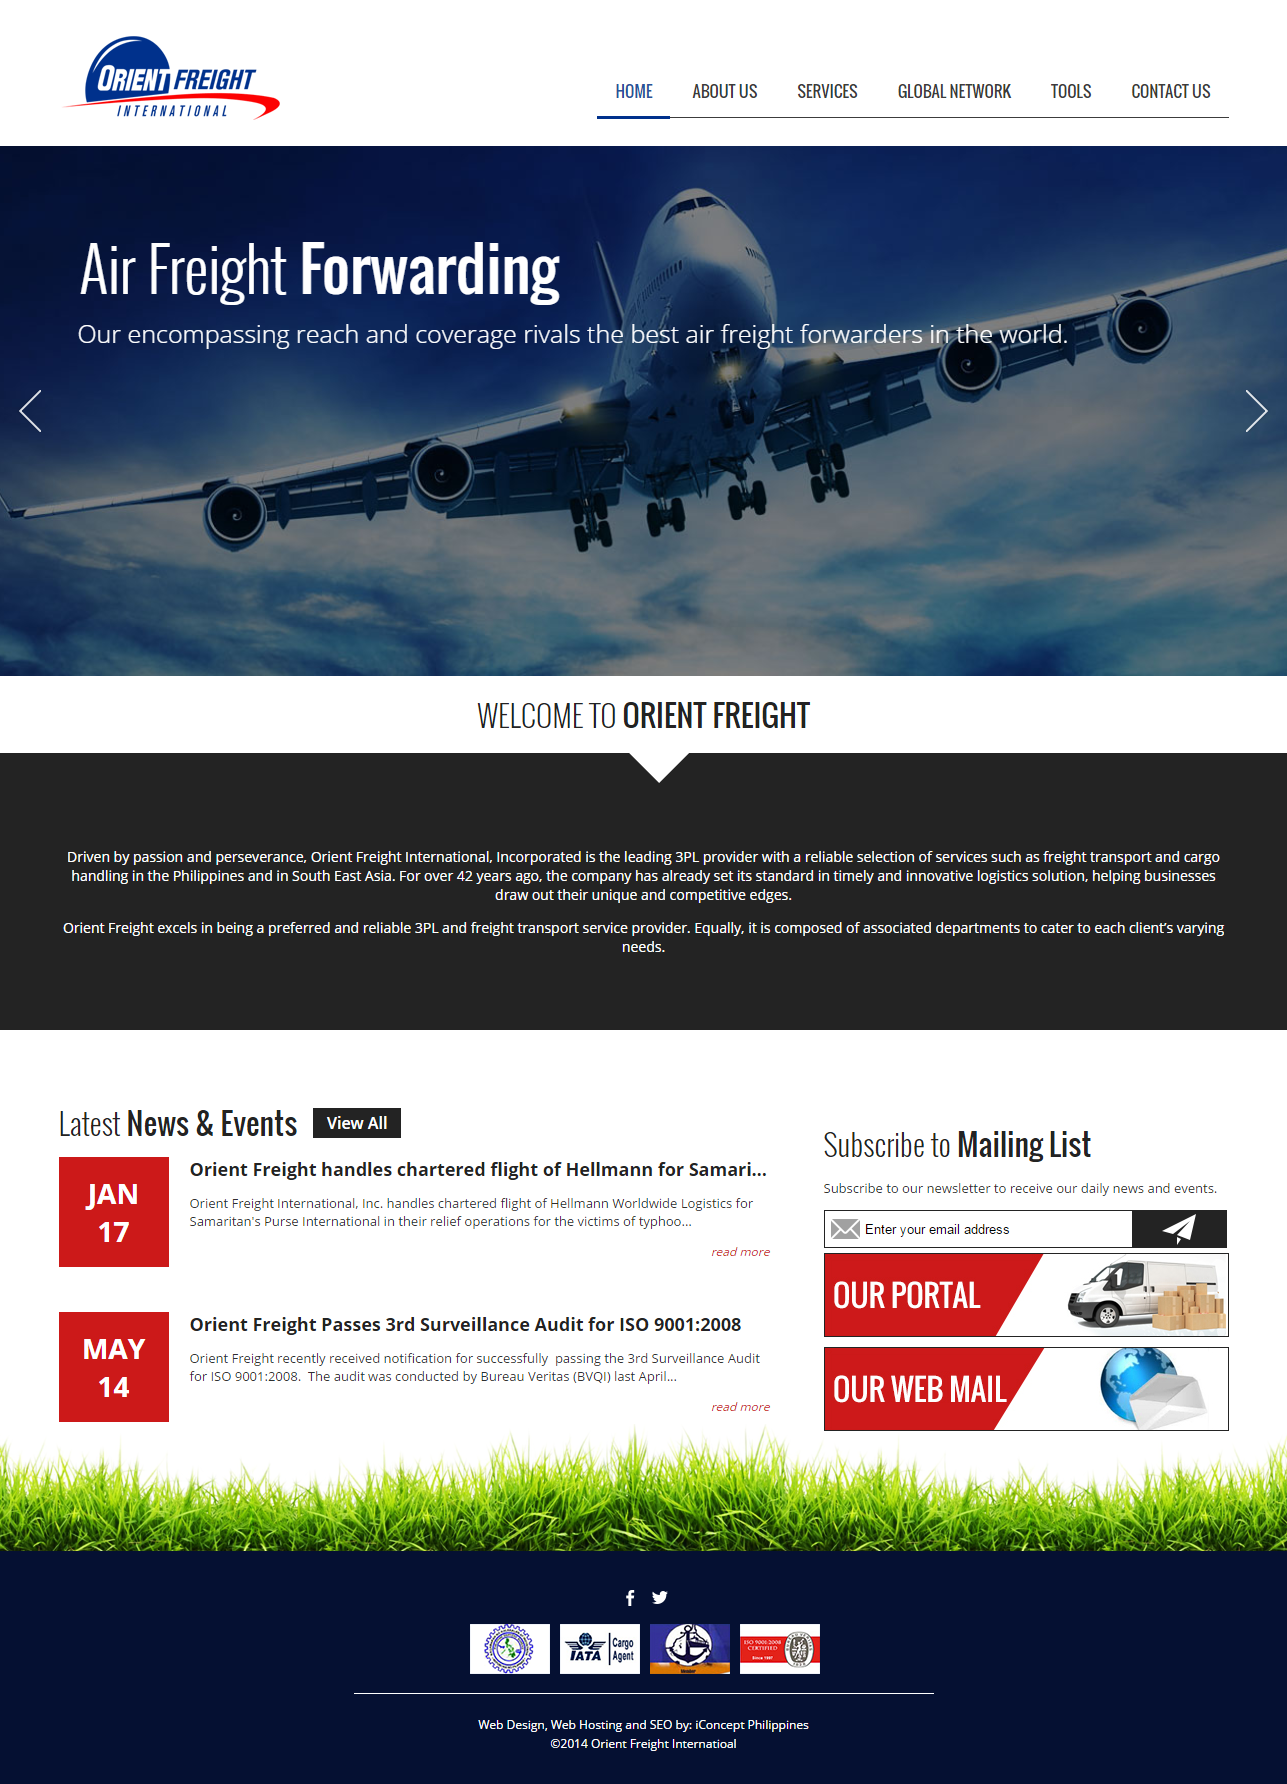 ORIENT FREIGHT
INTERNATIONAL
HOME
ABOUT US
SERVICES
GLOBAL NETWORK
TOOLS
CONTACT US
Air Freight Forwarding
Our encompassing reach and coverage rivals the best air freight forwarders in the world.
WELCOME TO ORIENT FREIGHT
Driven by passion and perseverance, Orient Freight International, Incorporated is the leading 3PL provider with a reliable selection of services such as freight transport and cargo
handling in the Philippines and in South East Asia. For over 42 years ago, the company has already set its standard in timely and innovative logistics solution, helping businesses
draw out their unique and competitive edges.
Orient Freight excels in being a preferred and reliable 3PL and freight transport service provider. Equally, it is composed of associated departments to cater to each client’s varying
needs.
Latest News & Events
View All
JAN
17
Orient Freight handles chartered flight of Hellmann for Samari...
Orient Freight International, Inc. handles chartered flight of Hellmann Worldwide Logistics for
Samaritan's Purse International in their relief operations for the victims of typhoo...
read more
MAY
14
Orient Freight Passes 3rd Surveillance Audit for ISO 9001:2008
Orient Freight recently received notification for successfully  passing the 3rd Surveillance Audit
for ISO 9001:2008.  The audit was conducted by Bureau Veritas (BVQI) last April...
read more
Subscribe to Mailing List
Subscribe to our newsletter to receive our daily news and events.
Enter your email address
OUR PORTAL
OUR WEB MAIL
IATA
Cargo
Agent
Member
ISO 9001:2008
CERTIFIED
Since 1997
Web Design, Web Hosting and SEO by: iConcept Philippines
©2014 Orient Freight Internatioal